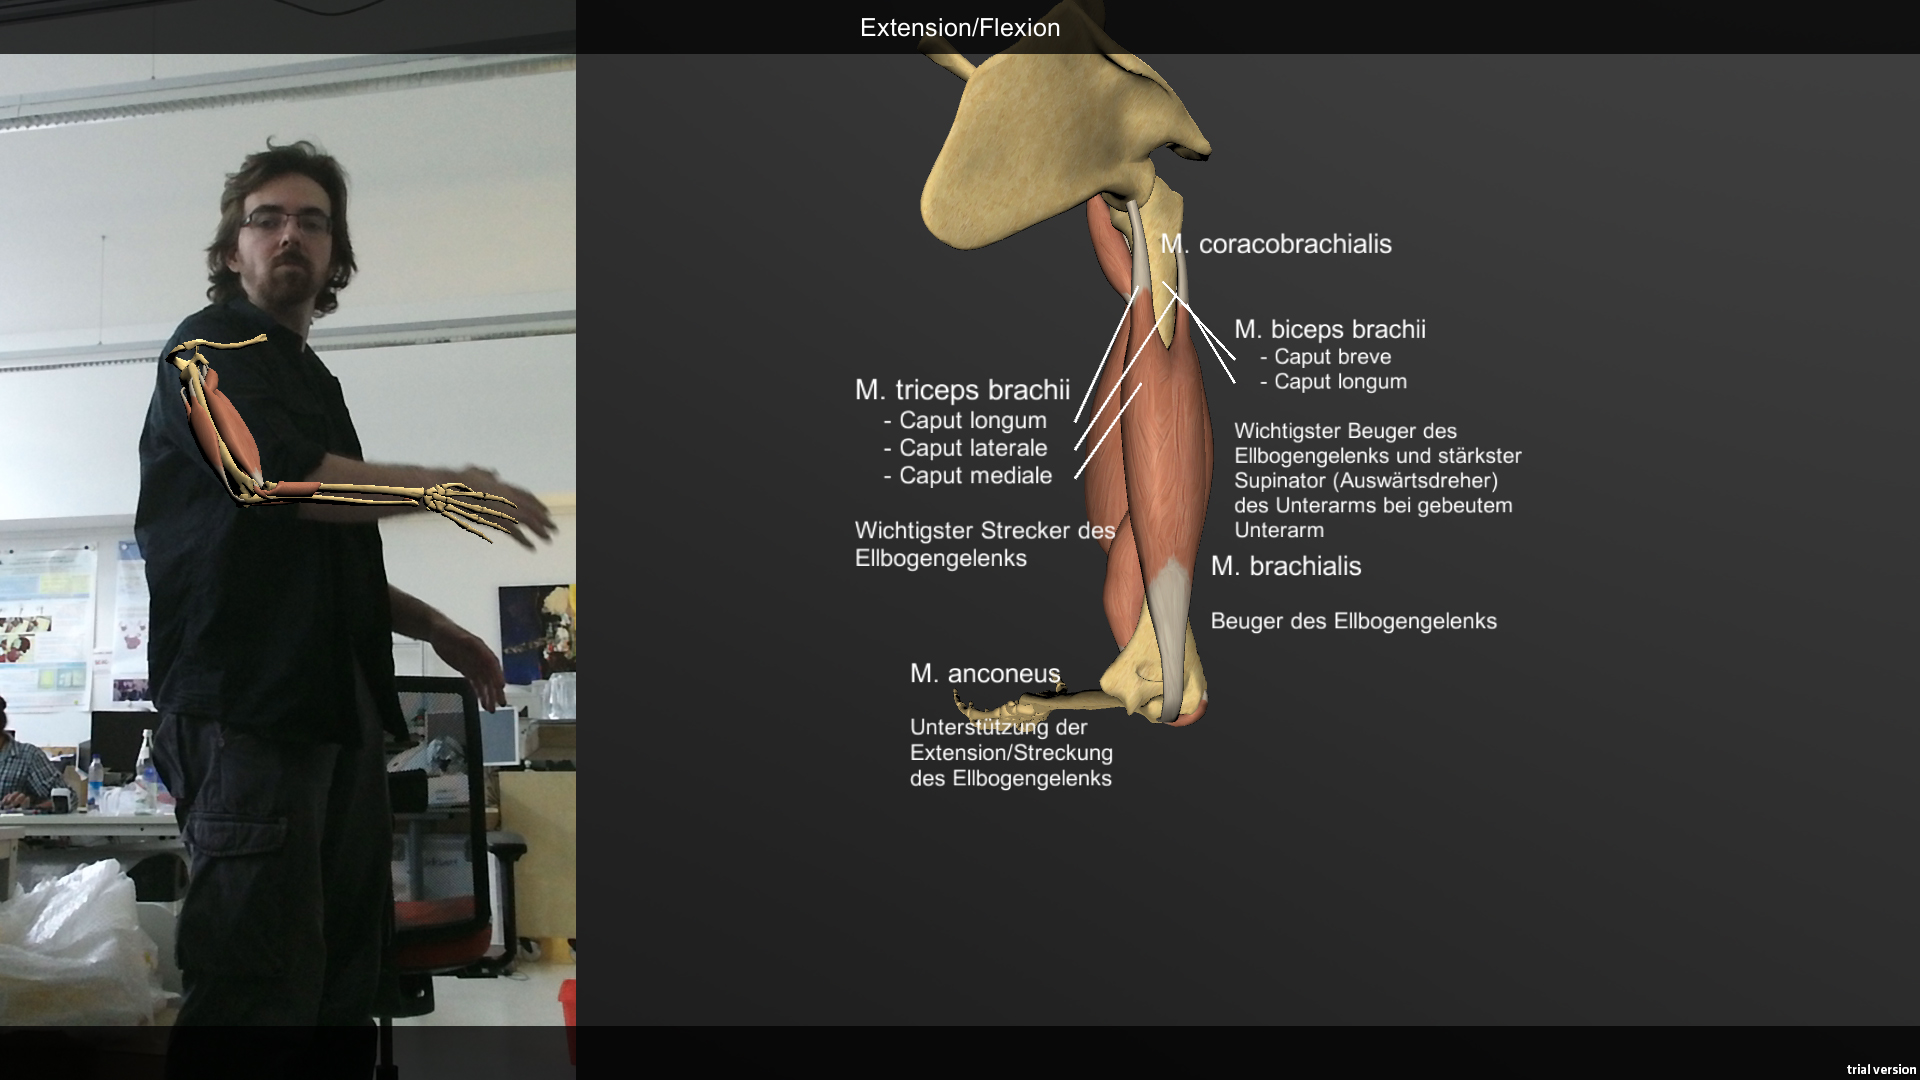 Extension/Flexion
M. coracobrachialis
M. biceps brachii
- Caput breve
- Caput longum
M. triceps brachii
- Caput longum
- Caput laterale
- Caput mediale
Wichtigster Beuger des
Ellbogengelenks und stärkster
Supinator (Auswärtsdreher)
des Unterarms bei gebeutem
Unterarm
Wichtigster Strecker des
Ellbogengelenks
M. brachialis
Beuger des Ellbogengelenks
M. anconeus
Unterstützung der
Extension/Streckung
des Ellbogengelenks
trial version